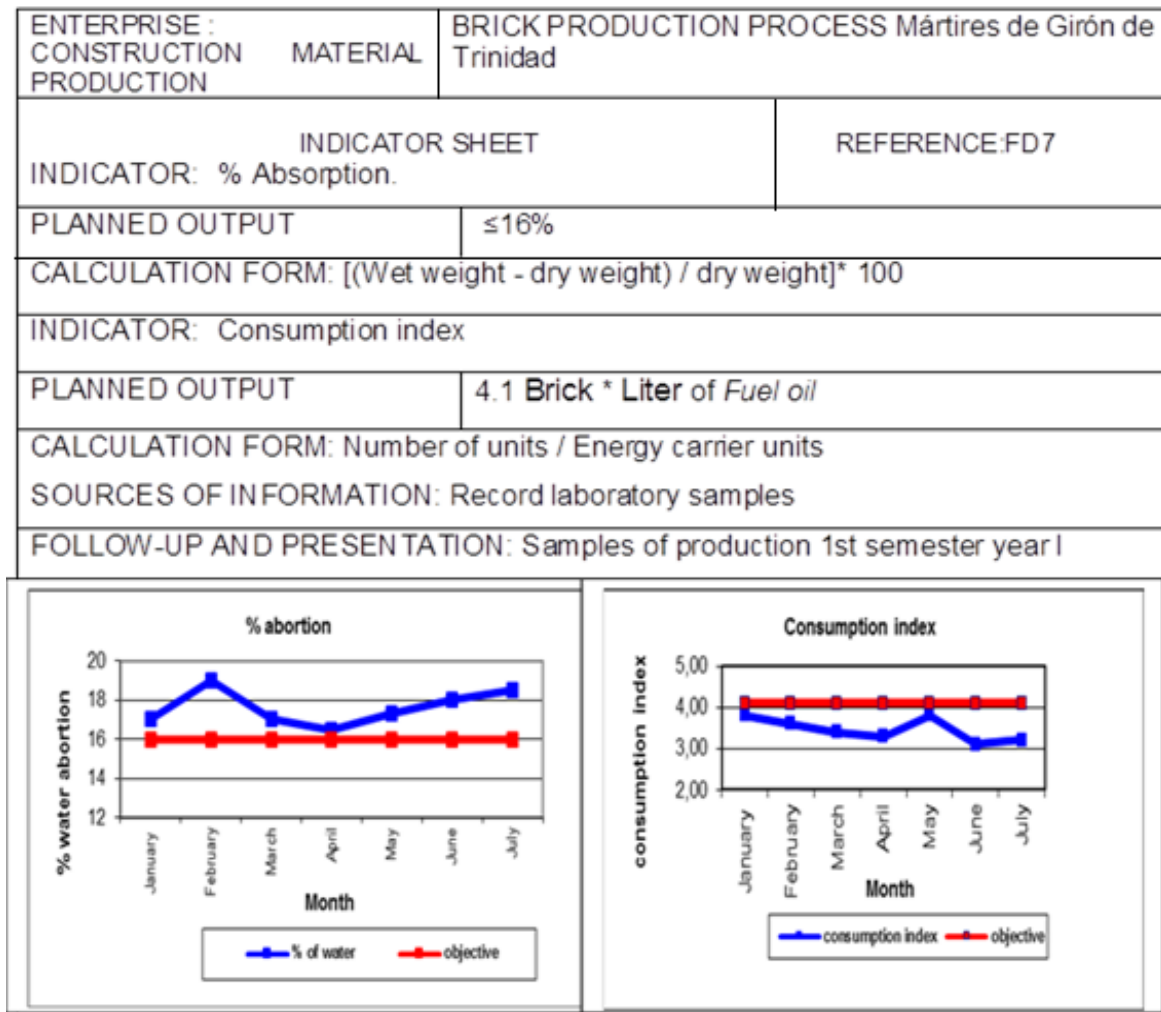 ENTERPRISE :
CONSTRUCTION MATERIAL
PRODUCTION
BRICK PRODUCTION PROCESS Mártires de Girón de
Trinidad
INDICATOR SHEET
INDICATOR: % Absorption.
REFERENCE:FD7
PLANNED OUTPUT
≤16%
CALCULATION FORM: [(Wet weight - dry weight) / dry weight]* 100
INDICATOR: Consumption index
PLANNED OUTPUT
4.1 Brick * Liter of Fuel oil
CALCULATION FORM: Number of units / Energy carrier units
SOURCES OF INFORMATION: Record laboratory samples
FOLLOW-UP AND PRESENTATION: Samples of production 1st semester year I
% abortion
% water abortion
20
18
16
14
12
January
February
March
April
May
June
July
Month
% of water
objective
Consumption index
consumption index
5,00
4,00
3,00
2,00
January
February
March
April
May
June
July
Month
consumption index
objective